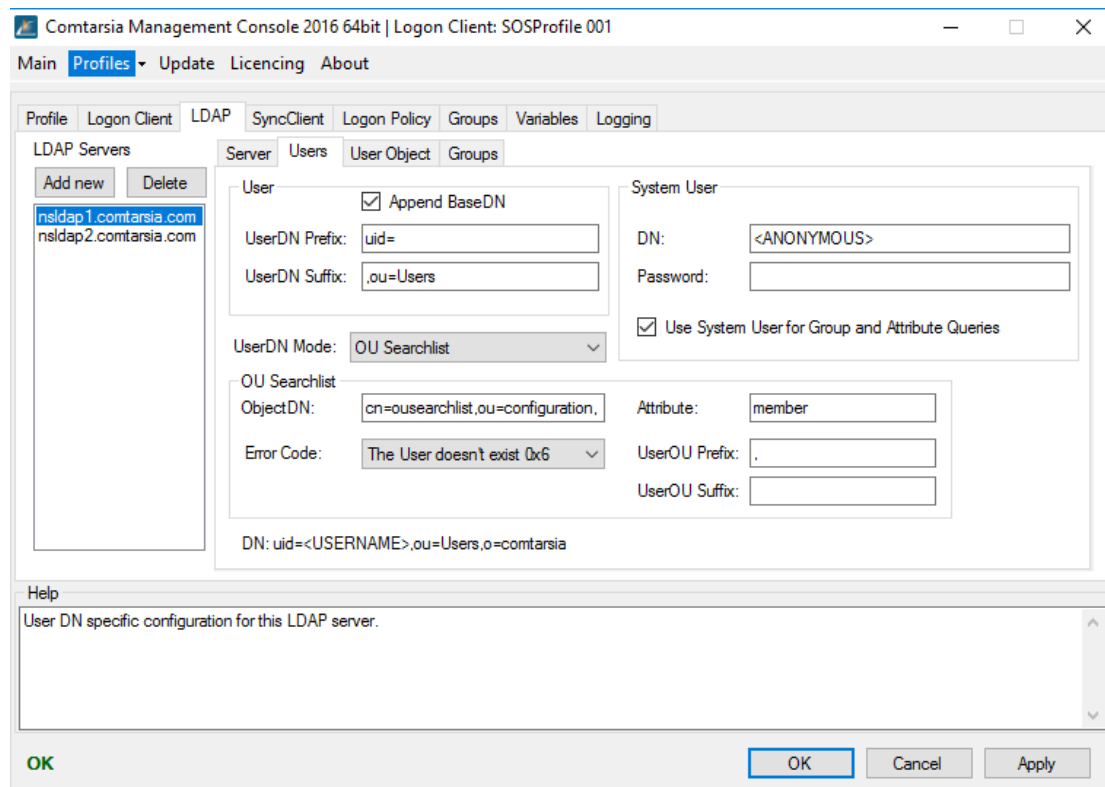 Comtarsia Management Console 2016 64bit | Logon Client: SOSProfile 001
Main Profiles Update Licencing About
Profile Logon Client LDAP SyncClient Logon Policy Groups Variables Logging
LDAP Servers
Add new Delete
nsldap1.comtarsia.com
nsldap2.comtarsia.com
Server Users User Object Groups
User
Append BaseDN
UserDN Prefix: uid=
UserDN Suffix: ,ou=Users
System User
DN: <ANONYMOUS>
Password:
Use System User for Group and Attribute Queries
UserDN Mode: OU Searchlist
OU Searchlist
ObjectDN: cn=ousearchlist,ou=configuration,
Attribute: member
Error Code: The User doesn't exist 0x6
UserOU Prefix: ,
UserOU Suffix:
DN: uid=<USERNAME>,ou=Users,o=comtarsia
Help
User DN specific configuration for this LDAP server.
OK
OK Cancel Apply